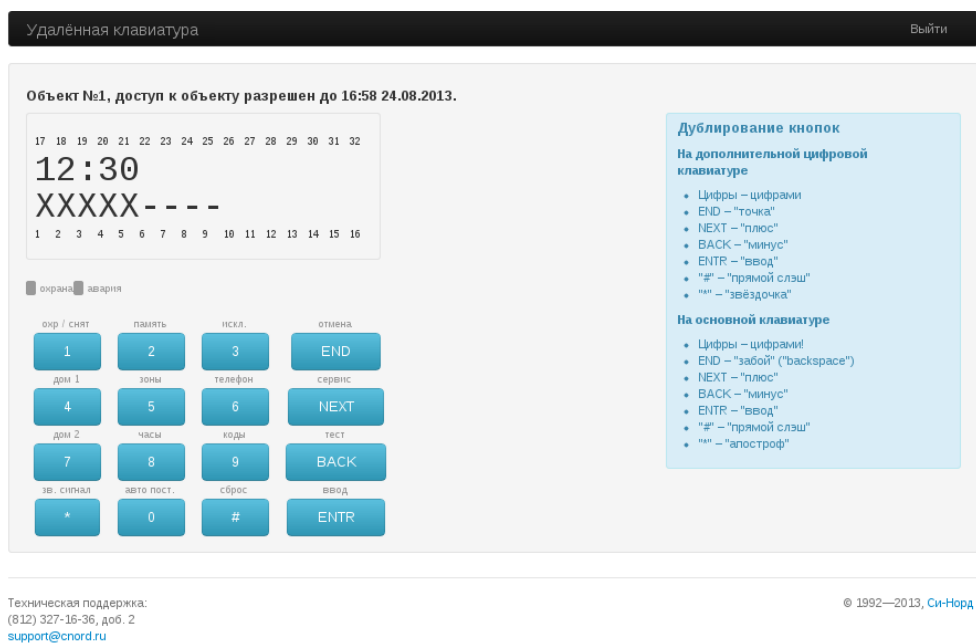 Удалённая клавиатура
Выйти
Объект №1, доступ к объекту разрешен до 16:58 24.08.2013.
17 18 19 20 21 22 23 24 25 26 27 28 29 30 31 32
12:30
XXXXX----
1 2 3 4 5 6 7 8 9 10 11 12 13 14 15 16
охрана авария
охр / снят память искл. отмена
1 2 3 END
дом 1 зоны телефон сервис
4 5 6 NEXT
дом 2 часы коды тест
7 8 9 BACK
зв. сигнал авто пост. сброс ввод
* 0 # ENTR
Дублирование кнопок
На дополнительной цифровой
клавиатуре
Цифры – цифрами
END – "точка"
NEXT – "плюс"
BACK – "минус"
ENTR – "ввод"
"#" – "прямой слэш"
"*" – "звёздочка"
На основной клавиатуре
Цифры – цифрами!
END – "забой" ("backspace")
NEXT – "плюс"
BACK – "минус"
ENTR – "ввод"
"#" – "прямой слэш"
"*" – "апостроф"
Техническая поддержка:
(812) 327-16-36, доб. 2
support@cnord.ru
© 1992—2013, Си-Норд